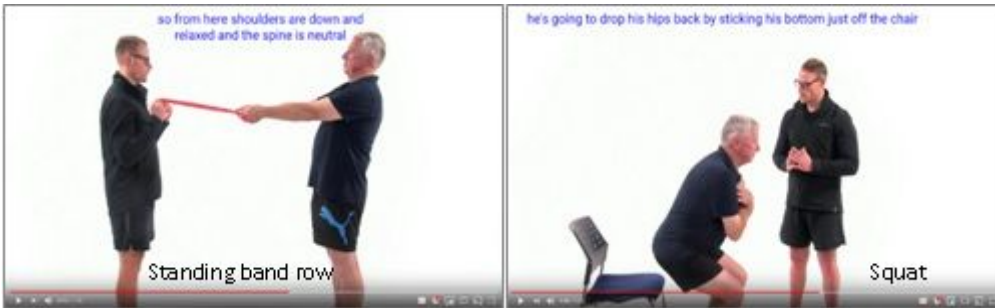 so from here shoulders are down and
relaxed and the spine is neutral
Standing band row
he's going to drop his hips back by sticking his bottom just off the chair
Squat